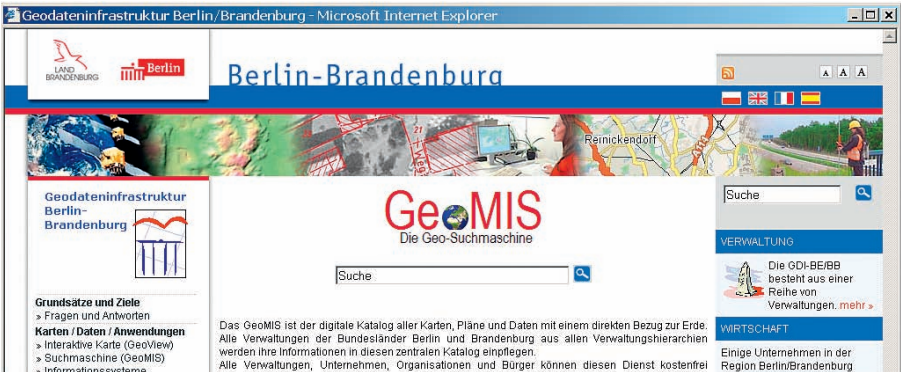 Geodateninfrastruktur Berlin/Brandenburg - Microsoft Internet Explorer
LAND
BRANDENBURG
Berlin
Berlin-Brandenburg
A A A
Reinickendorf
21
Geodateninfrastruktur
Berlin-
Brandenburg
Grundsätze und Ziele
» Fragen und Antworten
Karten / Daten / Anwendungen
» Interaktive Karte (GeoView)
» Suchmaschine (GeoMIS)
» Informationssysteme
GeoMIS
Die Geo-Suchmaschine
Suche
Das GeoMIS ist der digitale Katalog aller Karten, Pläne und Daten mit einem direkten Bezug zur Erde.
Alle Verwaltungen der Bundesländer Berlin und Brandenburg aus allen Verwaltungshierarchien
werden ihre Informationen in diesen zentralen Katalog einpflegen.
Alle Verwaltungen, Unternehmen, Organisationen und Bürger können diesen Dienst kostenfrei
Suche
VERWALTUNG
Die GDI-BE/BB
besteht aus einer
Reihe von
Verwaltungen. mehr »
WIRTSCHAFT
Einige Unternehmen in der
Region Berlin/Brandenburg